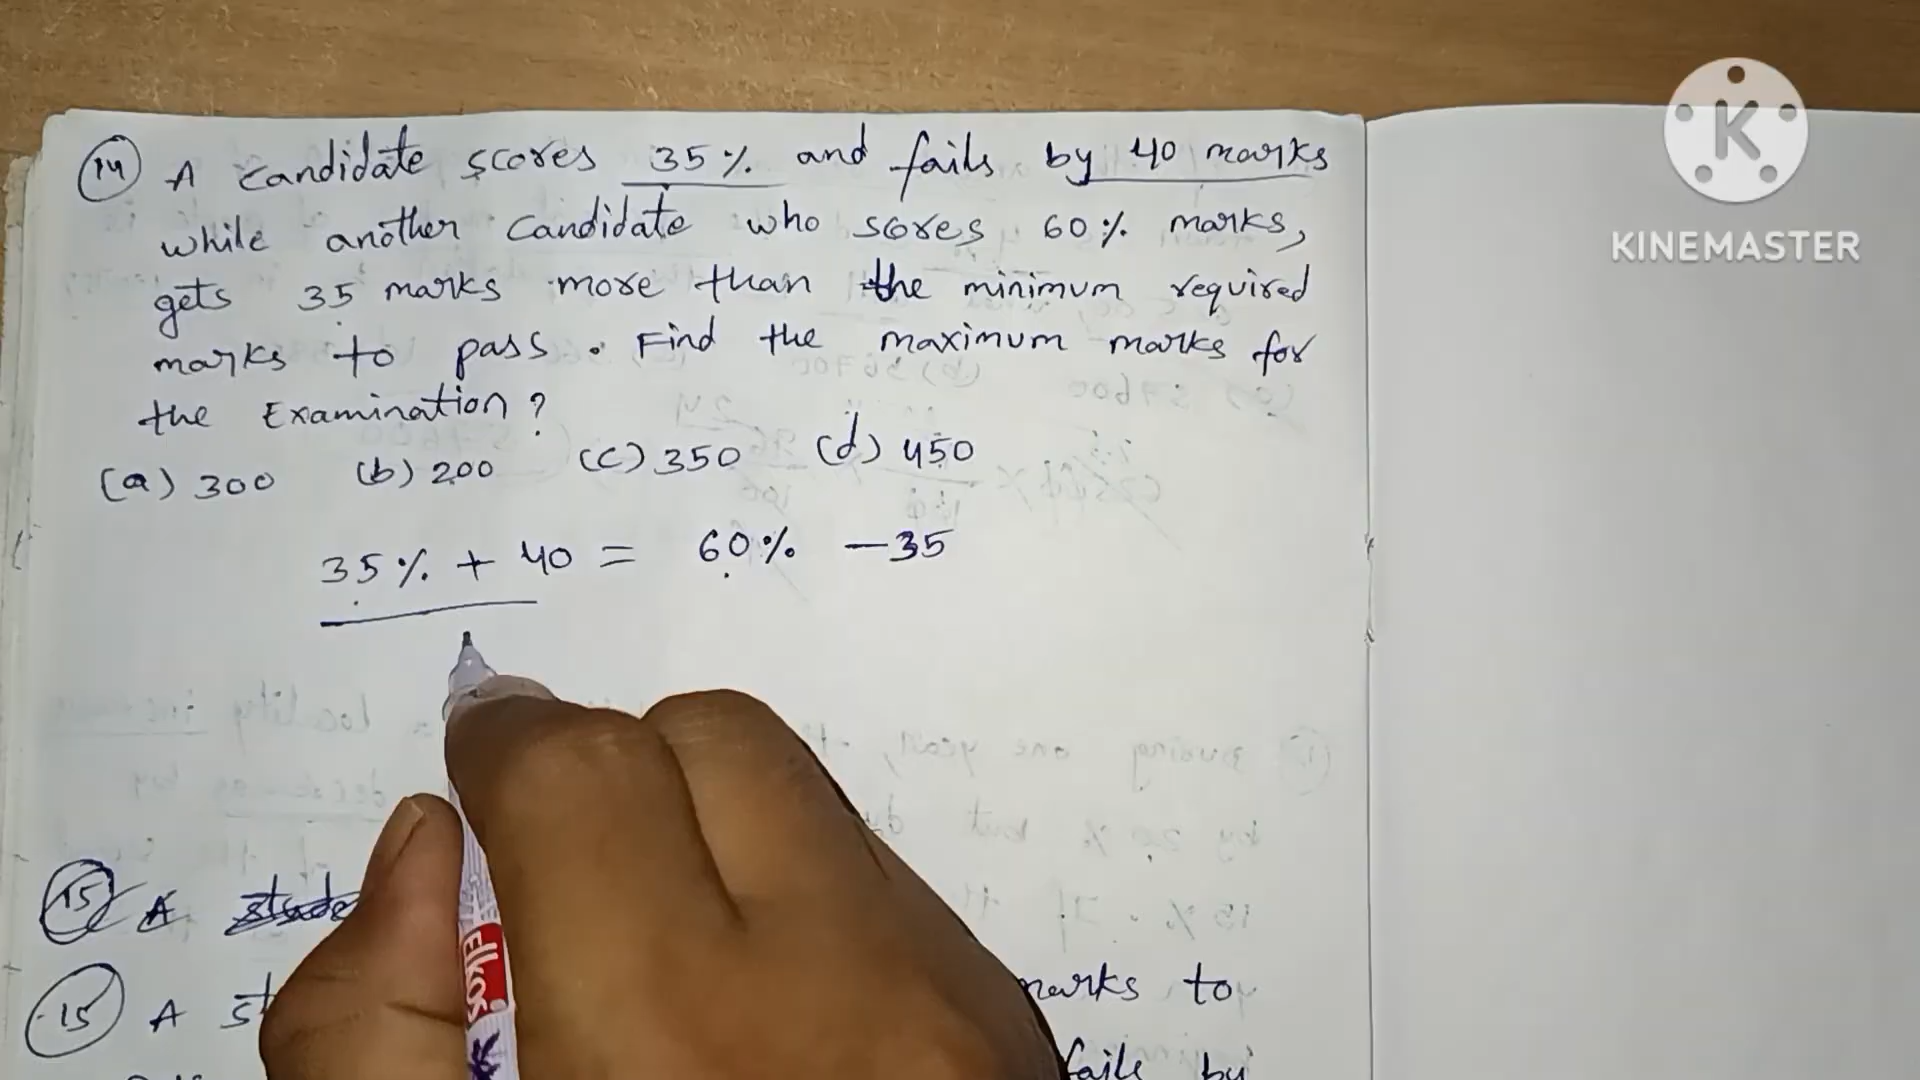 14 A candidate scores 35% and fails by 40 marks
while another candidate who scores 60% marks,
gets 35 marks more than the minimum required
marks to pass. Find the maximum marks for
the Examination?
(a) 300 (b) 200 (c) 350 (d) 450
35% + 40 = 60% - 35
15 A
15 A marks to
fails by
Elkos
K
KINEMASTER